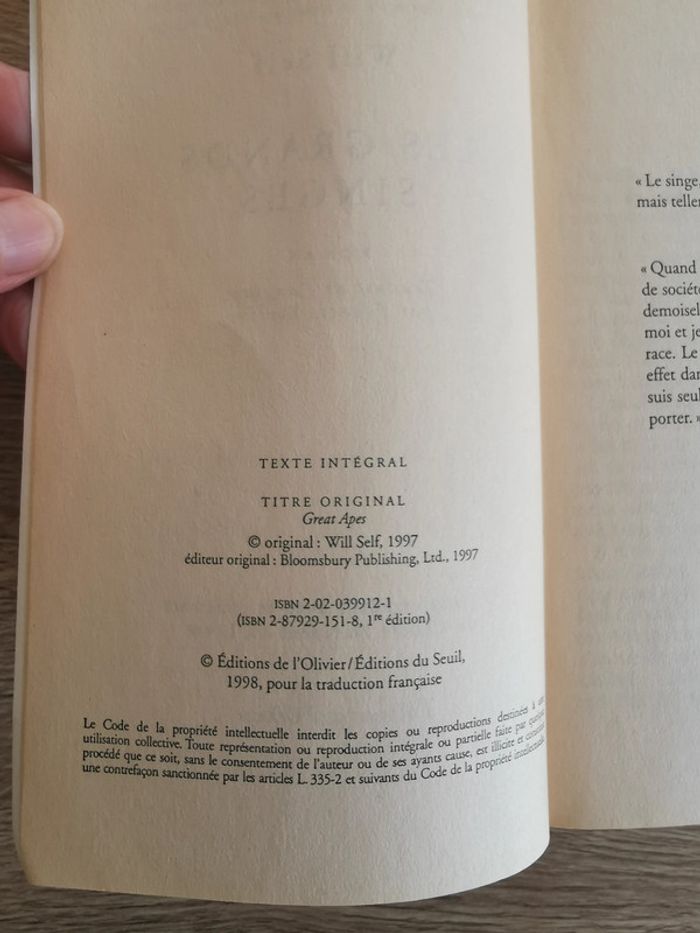 TEXTE INTÉGRAL
TITRE ORIGINAL
Great Apes
© original : Will Self, 1997
éditeur original : Bloomsbury Publishing, Ltd., 1997
ISBN 2-02-039912-1
(ISBN 2-87929-151-8, 1re édition)
© Éditions de l'Olivier/Éditions du Seuil,
1998, pour la traduction française
Le Code de la propriété intellectuelle interdit les copies ou reproductions destinées à une
utilisation collective. Toute représentation ou reproduction intégrale ou partielle faite par quelque
procédé que ce soit, sans le consentement de l'auteur ou de ses ayants cause, est illicite et constitue
une contrefaçon sanctionnée par les articles L. 335-2 et suivants du Code de la propriété intellectuelle.
« Le singe,
mais teller
« Quand
de société
demoisel
moi et je
race. Le
effet dan
suis seul
porter. »